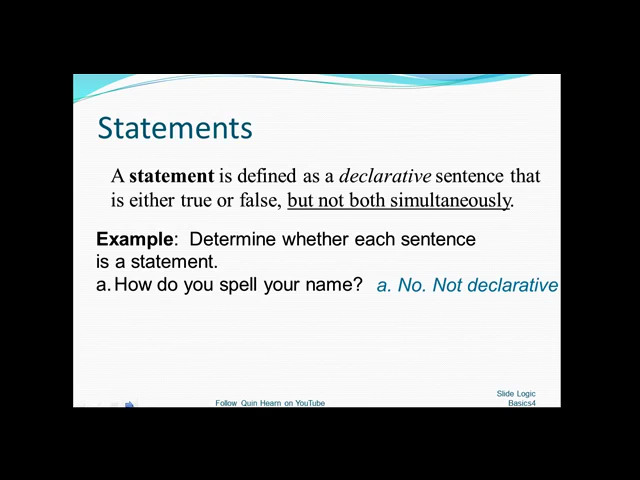 Statements
A statement is defined as a declarative sentence that
is either true or false, but not both simultaneously.
Example: Determine whether each sentence
is a statement.
a. How do you spell your name? a. No. Not declarative
Slide Logic
Follow Quin Hearn on YouTube Basics4